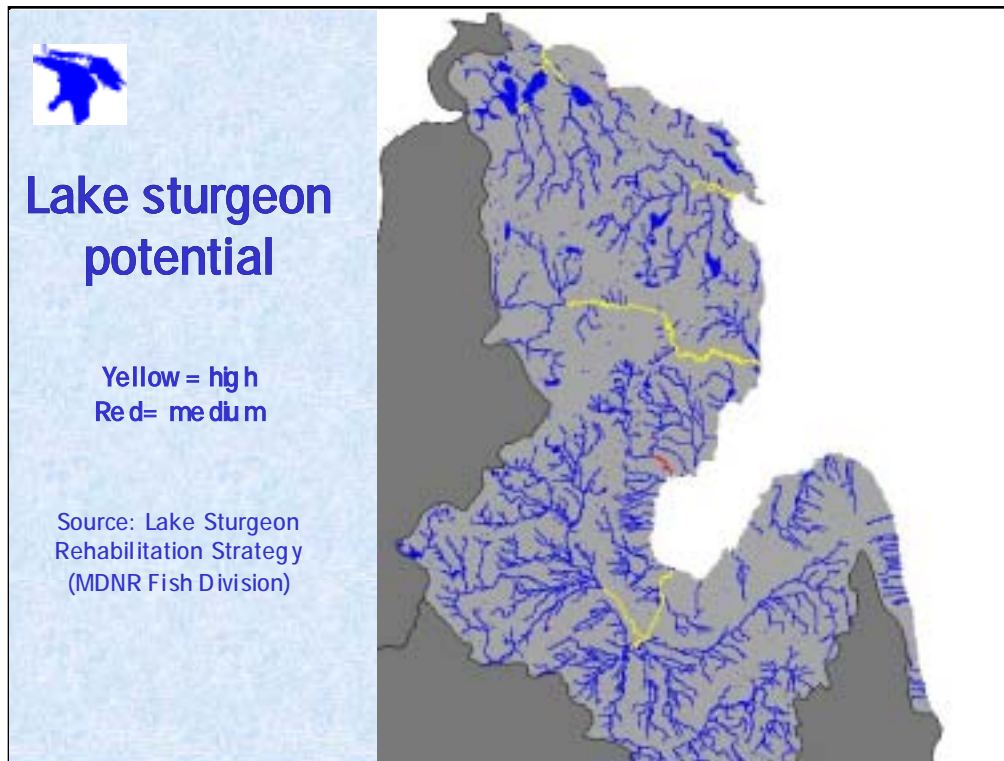 Lake sturgeon
potential
Yellow = high
Red= medium
Source: Lake Sturgeon
Rehabilitation Strategy
(MDNR Fish Division)